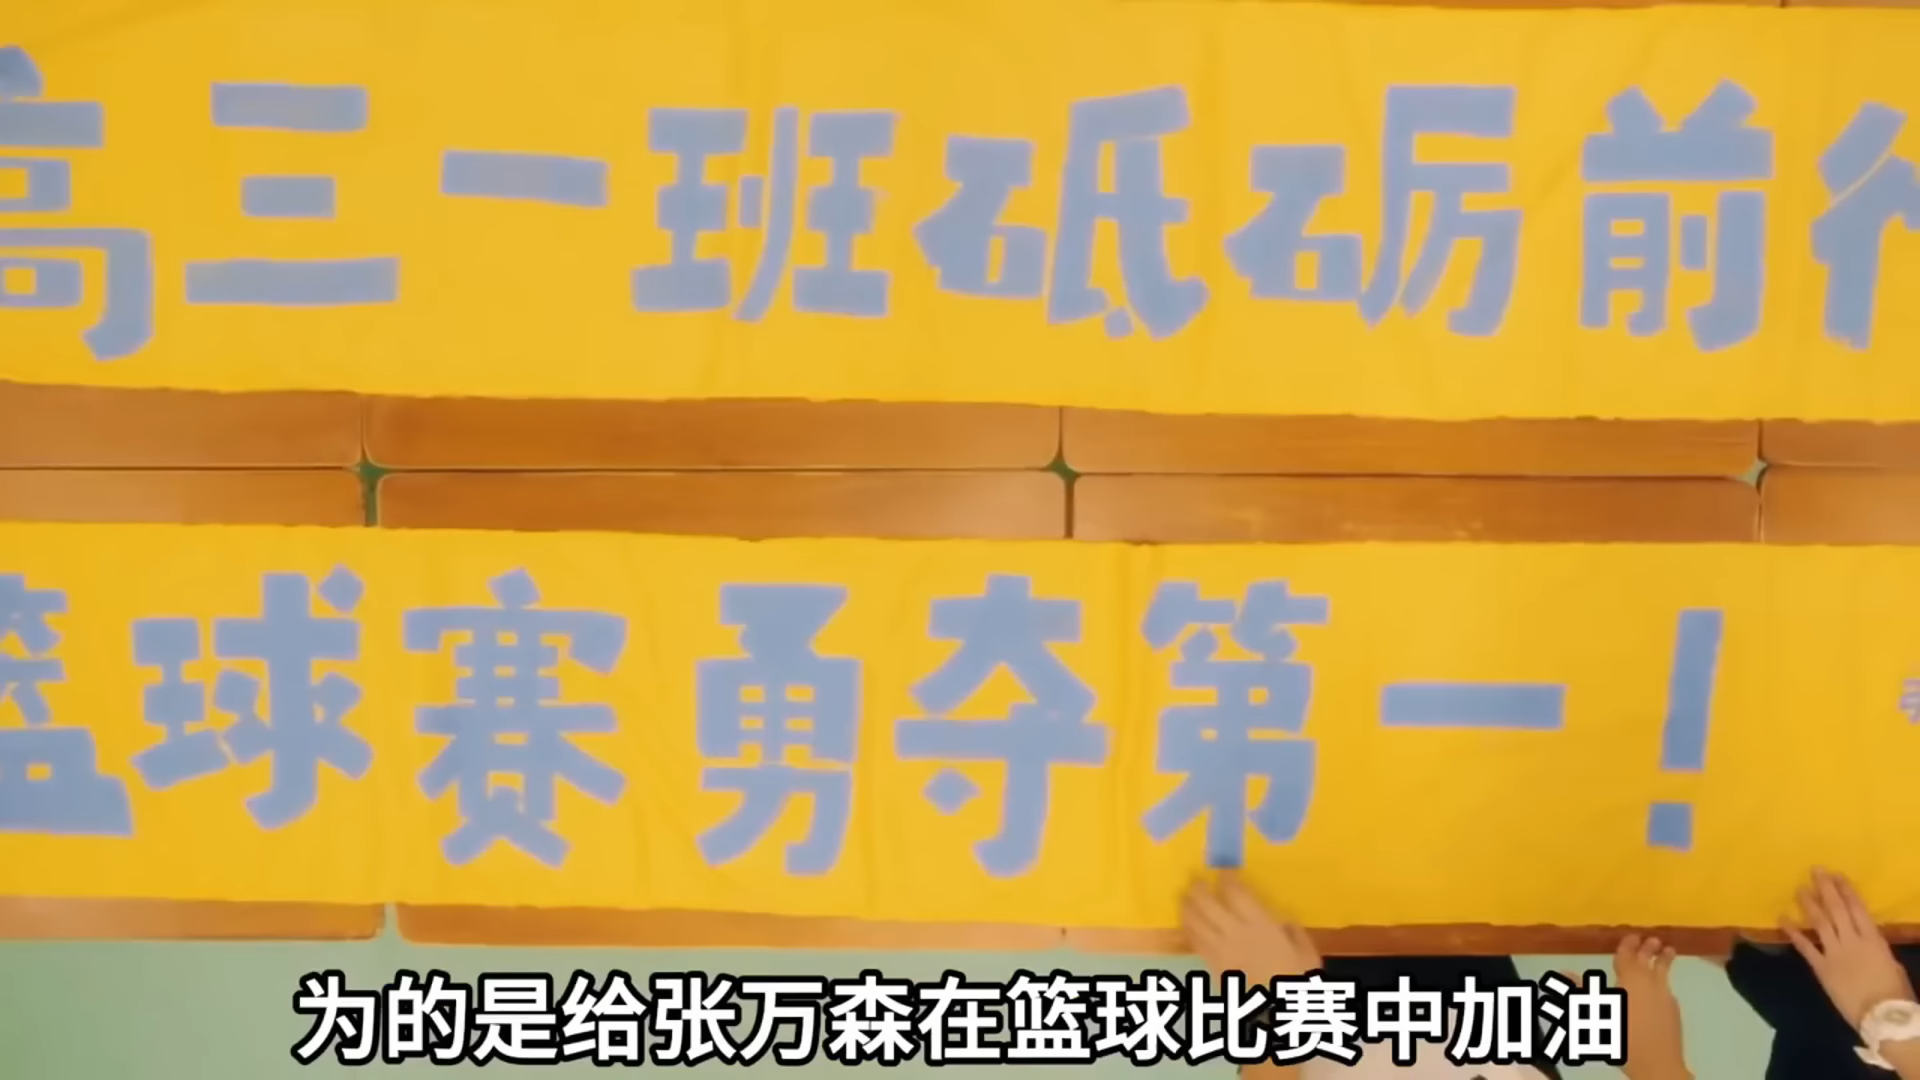 高三一班砥砺前行
篮球赛勇夺第一！
为的是给张万森在篮球比赛中加油